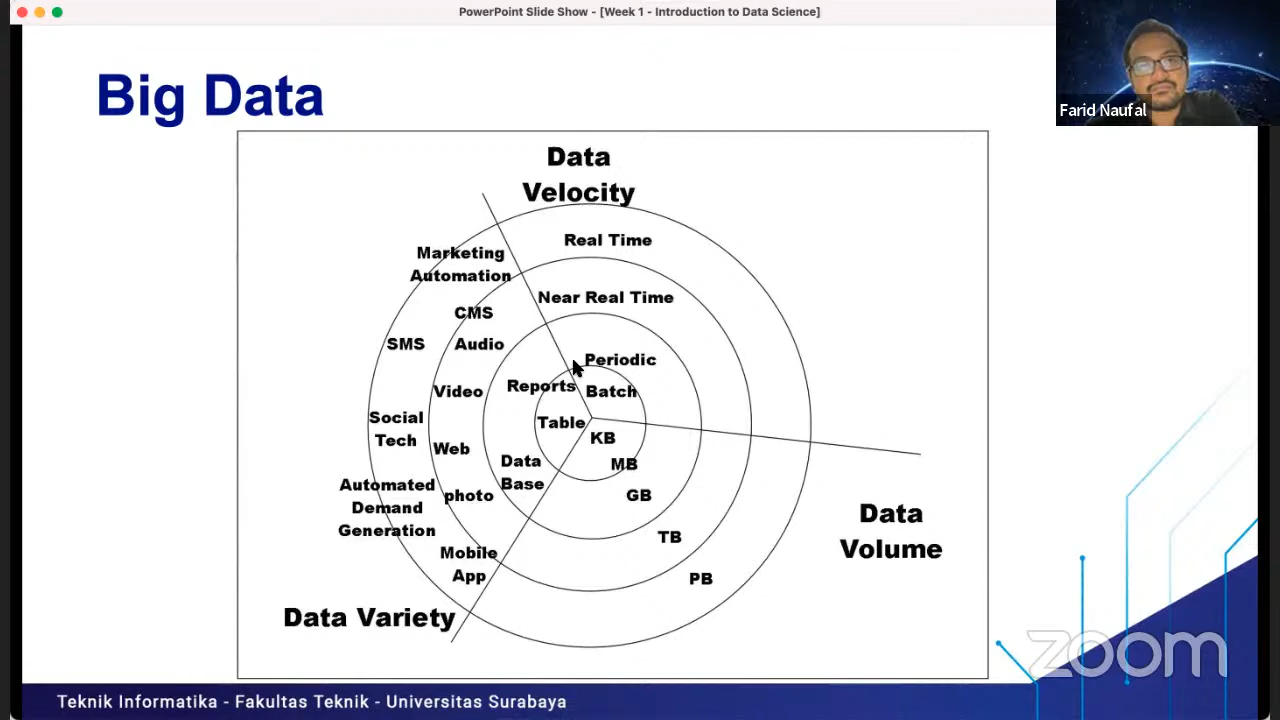 PowerPoint Slide Show - [Week 1 - Introduction to Data Science]
Farid Naufal
Big Data
Data
Velocity
Real Time
Near Real Time
Periodic
Batch
Marketing
Automation
CMS
SMS
Audio
Video
Reports
Social
Tech
Table
Web
Data
Base
Automated
Demand
Generation
photo
Mobile
App
KB
MB
GB
TB
PB
Data
Volume
Data Variety
zoom
Teknik Informatika - Fakultas Teknik - Universitas Surabaya